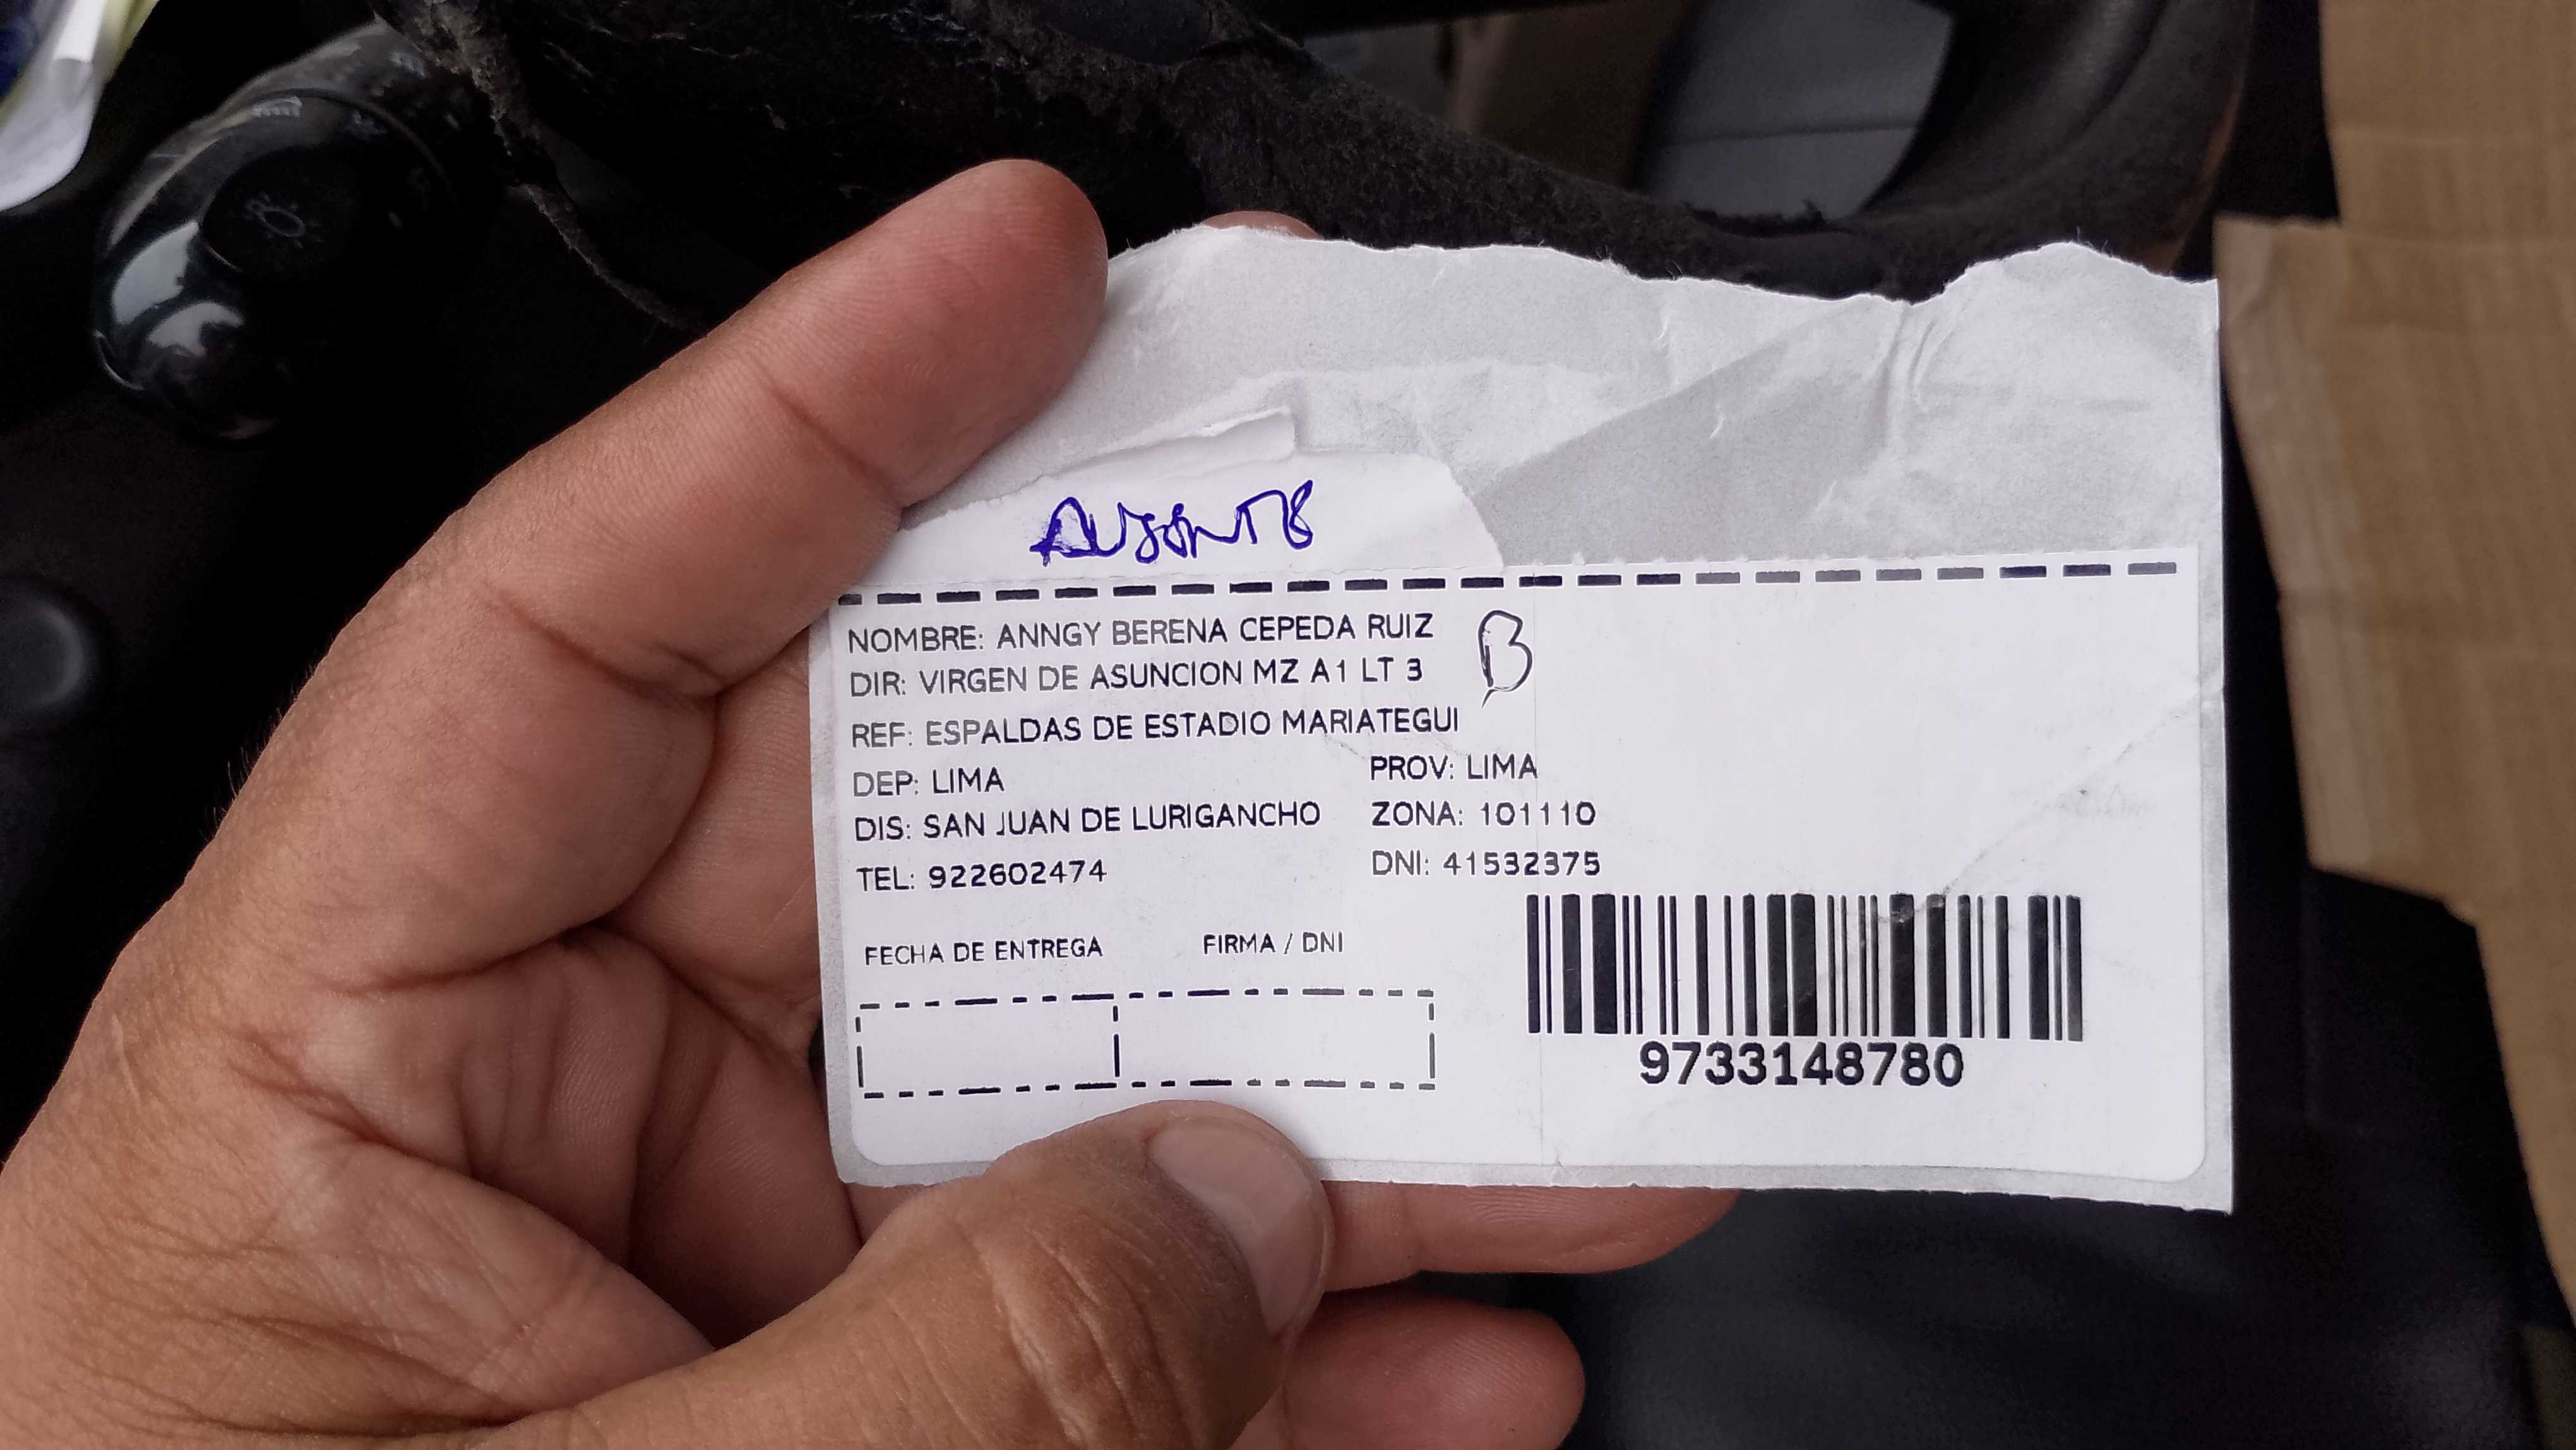 AUSENTE
NOMBRE: ANNGY BERENA CEPEDA RUIZ B
DIR: VIRGEN DE ASUNCION MZ A1 LT 3
REF: ESPALDAS DE ESTADIO MARIATEGUI
DEP: LIMA PROV: LIMA
DIS: SAN JUAN DE LURIGANCHO ZONA: 101110
TEL: 922602474 DNI: 41532375
FECHA DE ENTREGA FIRMA / DNI
9733148780